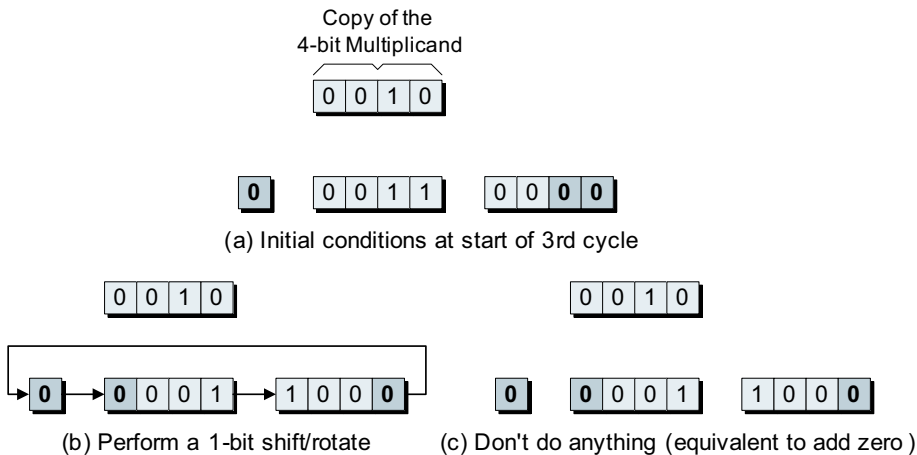 Copy of the
4-bit Multiplicand
0 0 1 0
0 0 0 1 1 0 0 0 0
(a) Initial conditions at start of 3rd cycle
0 0 1 0
0 0 0 0 1 1 0 0 0
(b) Perform a 1-bit shift/rotate
0 0 1 0
0 0 0 0 1 1 0 0 0
(c) Don't do anything (equivalent to add zero )